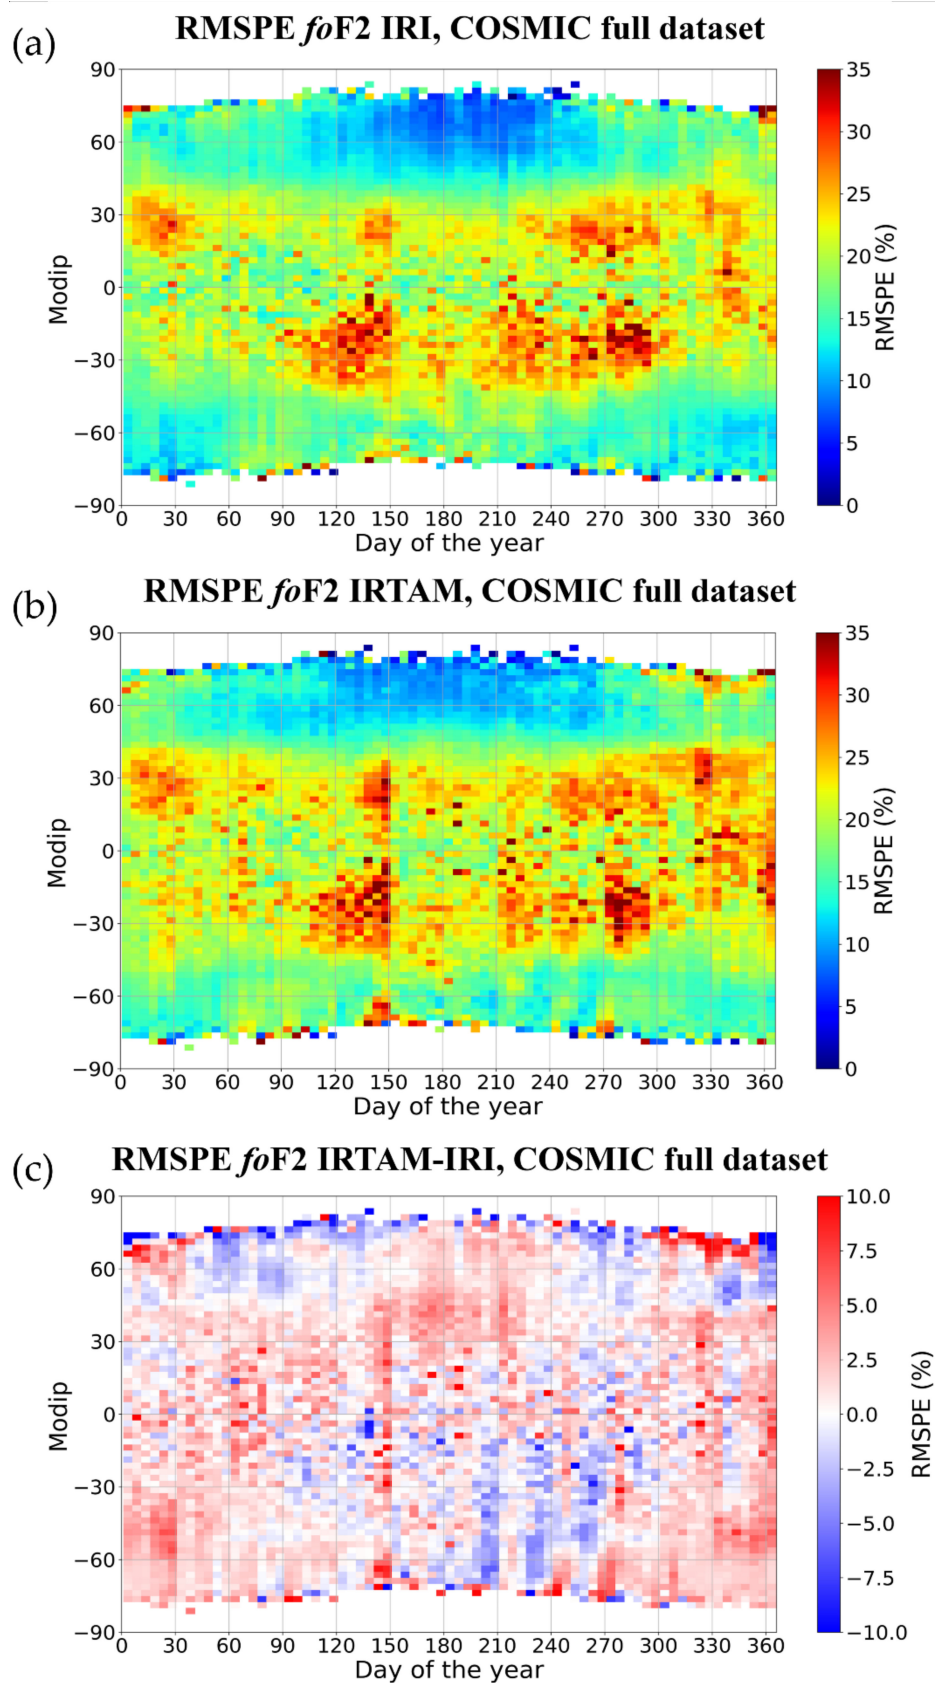 (a)
RMSPE foF2 IRI, COSMIC full dataset
90
60
30
0
−30
−60
−90
Modip
0 30 60 90 120 150 180 210 240 270 300 330 360
Day of the year
35
30
25
20
15
10
5
0
RMSPE (%)
(b)
RMSPE foF2 IRTAM, COSMIC full dataset
90
60
30
0
−30
−60
−90
Modip
0 30 60 90 120 150 180 210 240 270 300 330 360
Day of the year
35
30
25
20
15
10
5
0
RMSPE (%)
(c)
RMSPE foF2 IRTAM-IRI, COSMIC full dataset
90
60
30
0
−30
−60
−90
Modip
0 30 60 90 120 150 180 210 240 270 300 330 360
Day of the year
10.0
7.5
5.0
2.5
0.0
−2.5
−5.0
−7.5
−10.0
RMSPE (%)